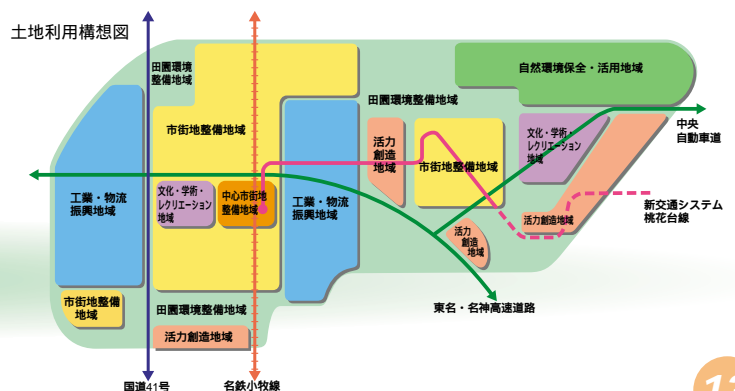 土地利用構想図
田園環境
整備地域
自然環境保全・活用地域
田園環境整備地域
市街地整備地域
活力
創造
地域
文化・学術・
レクリエーション
地域
中央
自動車道
市街地整備地域
工業・物流
振興地域
文化・学術・
レクリエーション
地域
中心市街地
整備地域
工業・物流
振興地域
新交通システム
桃花台線
活力創造地域
活力
創造
地域
市街地整備
地域
田園環境整備地域
東名・名神高速道路
活力創造地域
国道41号
名鉄小牧線